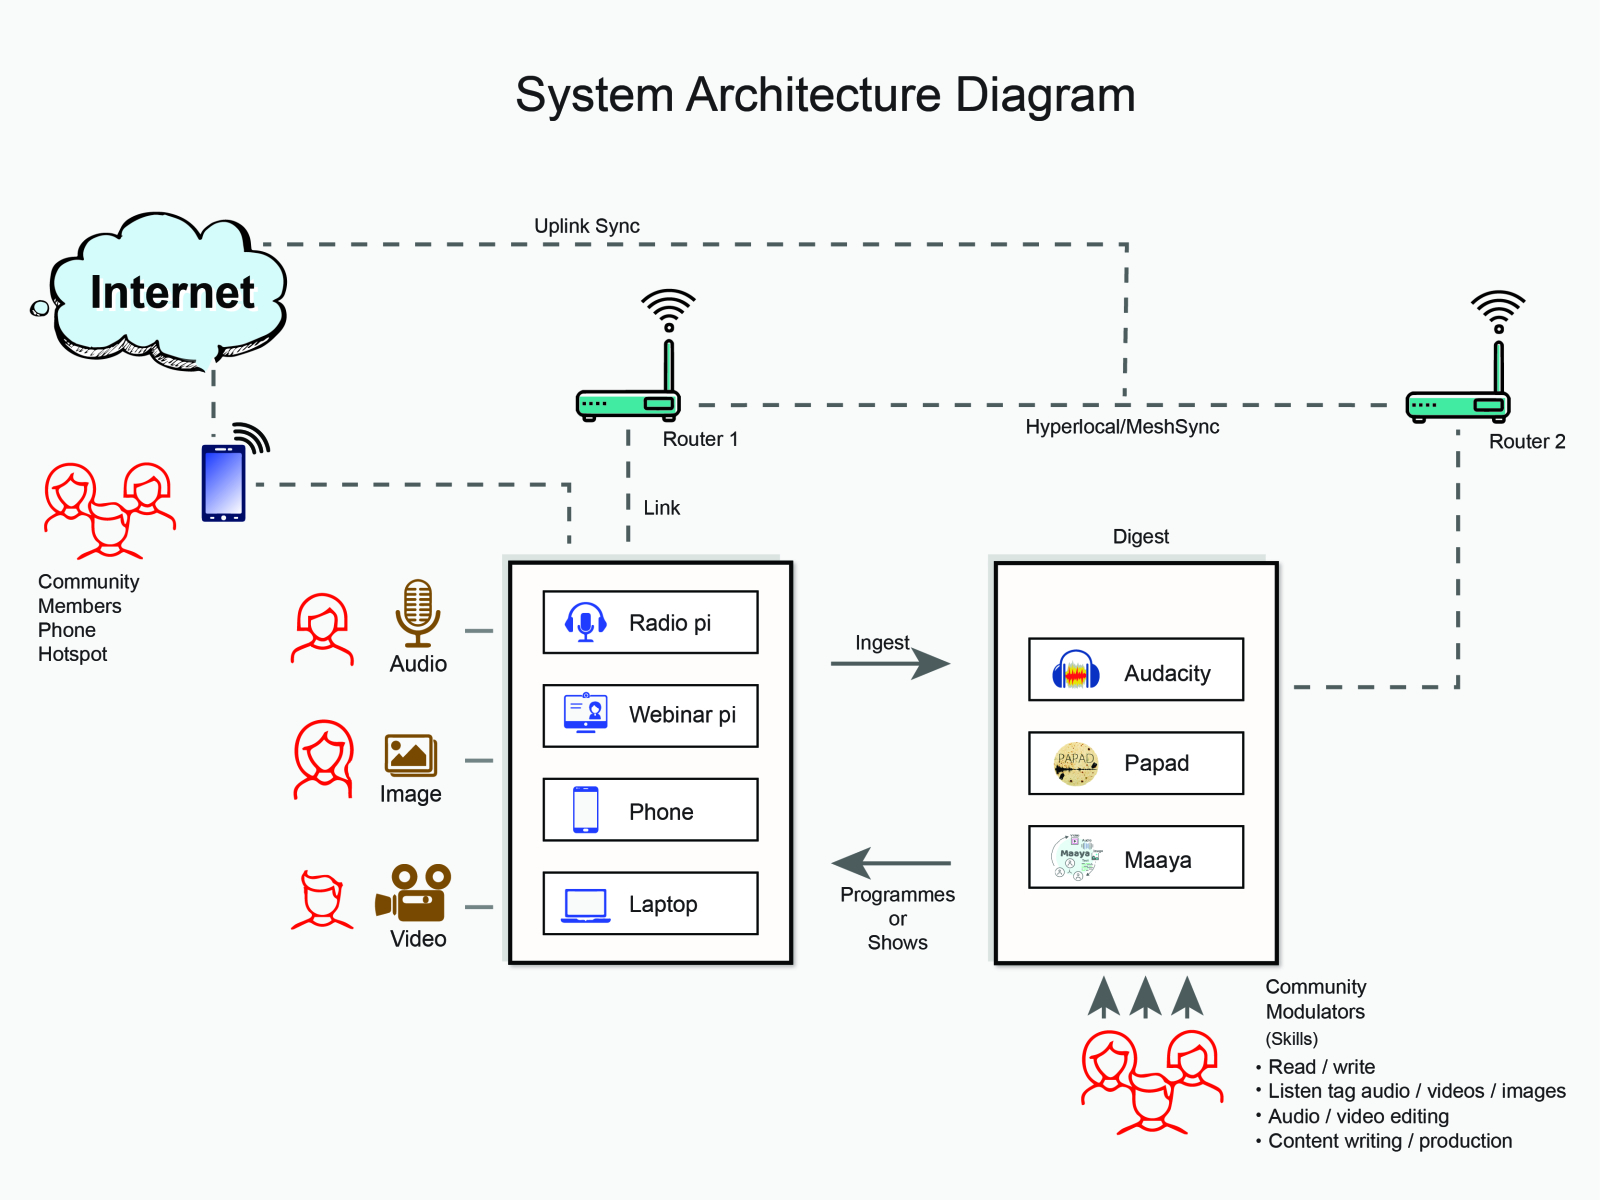 System Architecture Diagram
Uplink Sync
Internet
Hyperlocal/MeshSync
Router 1
Router 2
Link
Community
Members
Phone
Hotspot
Audio
Image
Video
Radio pi
Webinar pi
Phone
Laptop
Ingest
Programmes
or
Shows
Digest
Audacity
PAPAD
Papad
Maaya
Maaya
Community
Modulators
(Skills)
• Read / write
• Listen tag audio / videos / images
• Audio / video editing
• Content writing / production